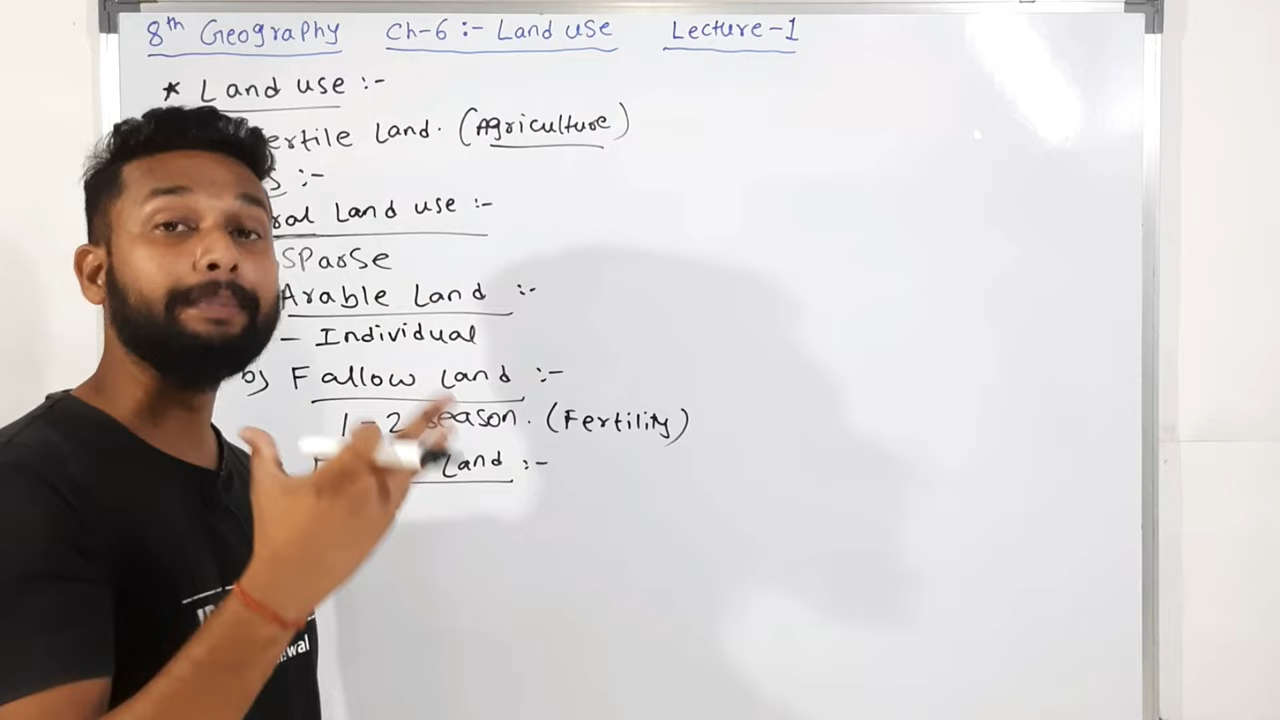 8th Geography Ch-6 :- Land use Lecture-1
* Land use :-
ertile Land. (Agriculture)
s :-
ral Land use :-
SParSe
Arable Land :-
- Individual
b) Fallow Land :-
1-2 season. (Fertility)
Land :-